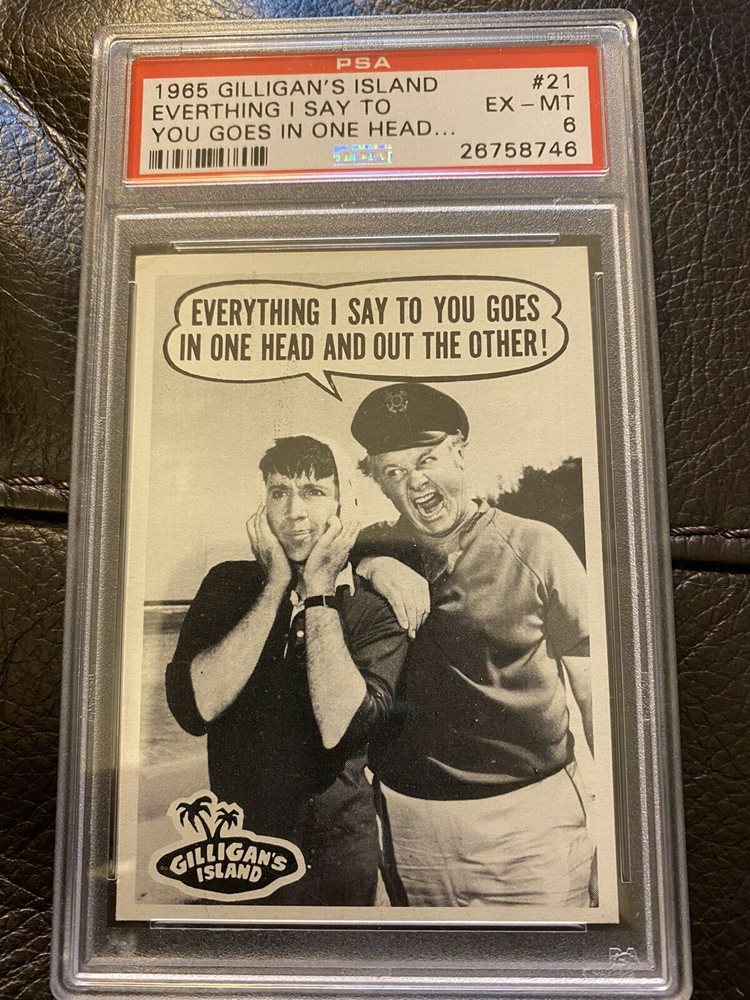 PSA
1965 GILLIGAN'S ISLAND #21
EVERTHING I SAY TO EX - MT
YOU GOES IN ONE HEAD... 6
26758746
EVERYTHING I SAY TO YOU GOES
IN ONE HEAD AND OUT THE OTHER!
GILLIGAN'S
ISLAND